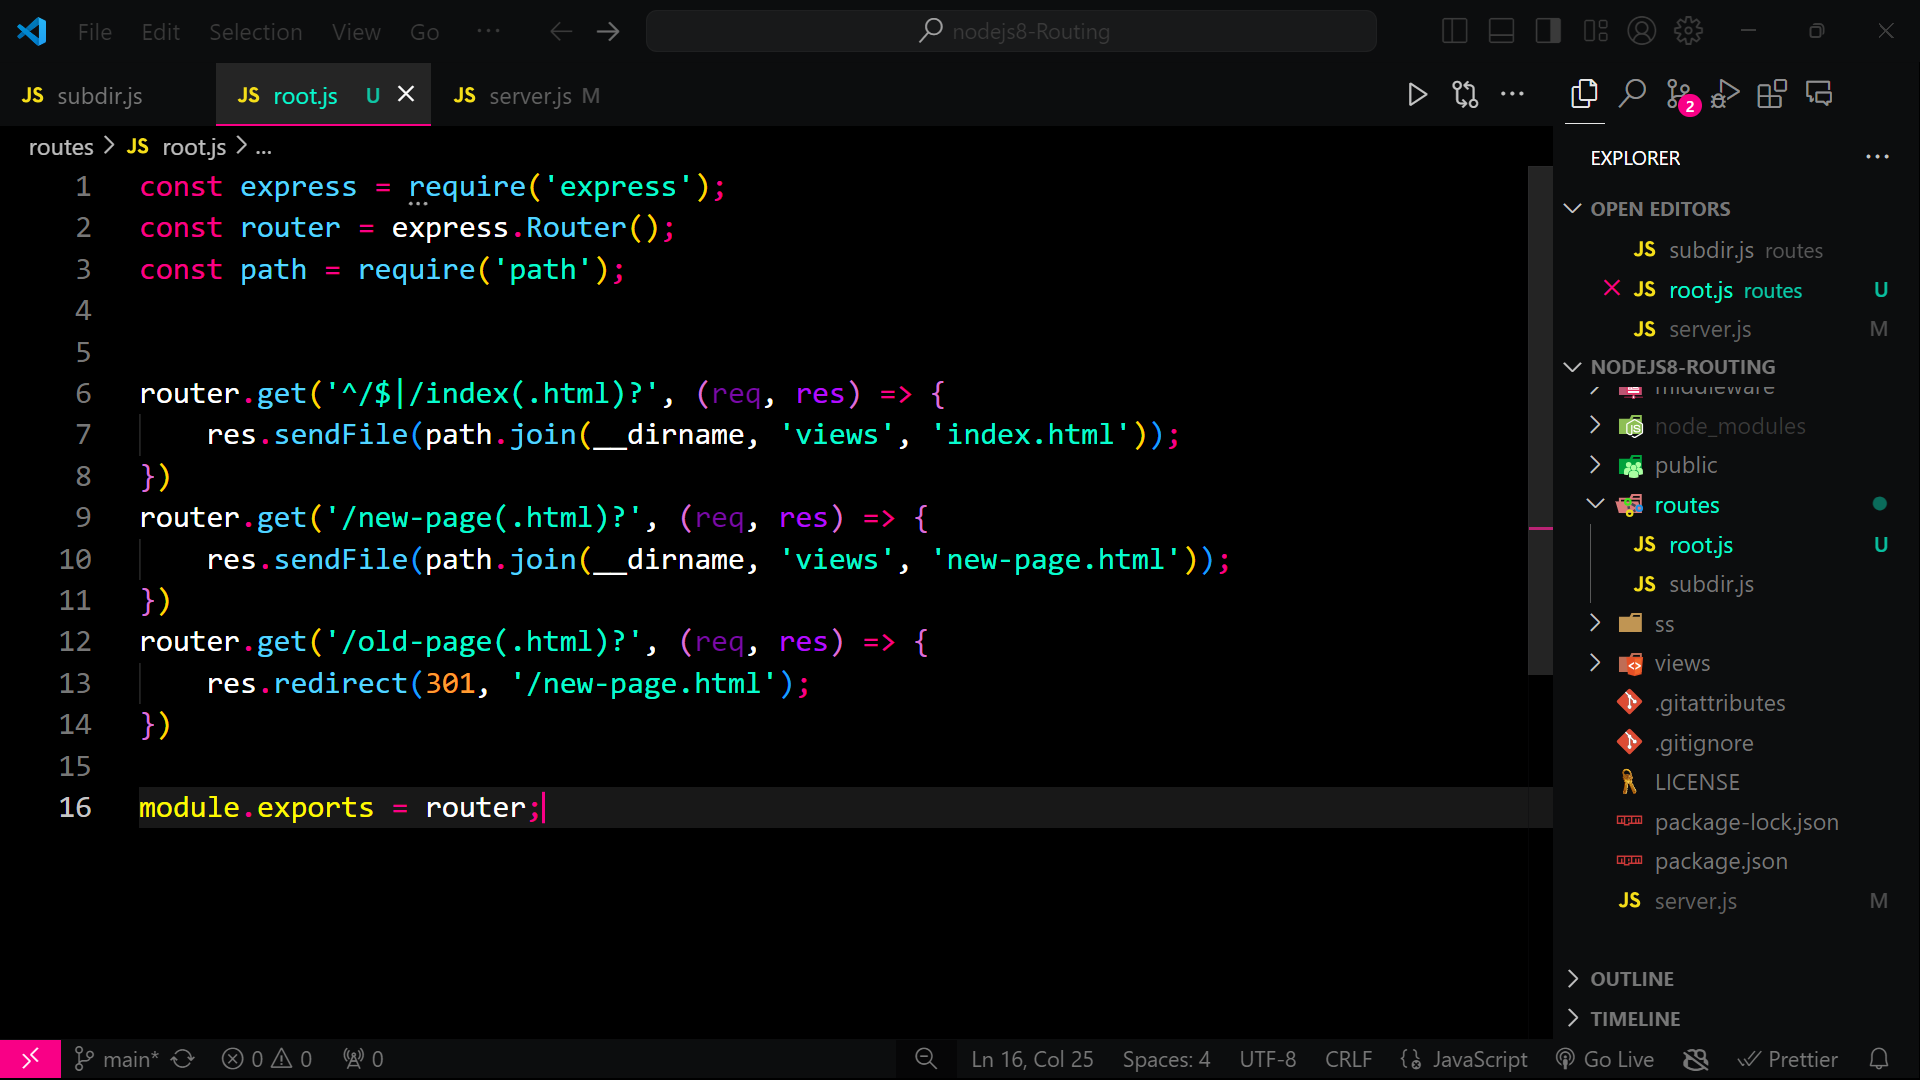 File Edit Selection View Go ... nodejs8-Routing
JS subdir.js JS root.js U JS server.js M
routes > JS root.js > ...
1 const express = require('express');
2 const router = express.Router();
3 const path = require('path');
4
5
6 router.get('^/$|/index(.html)?', (req, res) => {
7 res.sendFile(path.join(__dirname, 'views', 'index.html'));
8 })
9 router.get('/new-page(.html)?', (req, res) => {
10 res.sendFile(path.join(__dirname, 'views', 'new-page.html'));
11 })
12 router.get('/old-page(.html)?', (req, res) => {
13 res.redirect(301, '/new-page.html');
14 })
15
16 module.exports = router;
2
EXPLORER
OPEN EDITORS
JS subdir.js routes
JS root.js routes U
JS server.js M
NODEJS8-ROUTING
middleware
node_modules
public
routes
JS root.js U
JS subdir.js
ss
views
.gitattributes
.gitignore
LICENSE
package-lock.json
package.json
JS server.js M
OUTLINE
TIMELINE
main* 0 0 0 Ln 16, Col 25 Spaces: 4 UTF-8 CRLF {} JavaScript Go Live Prettier